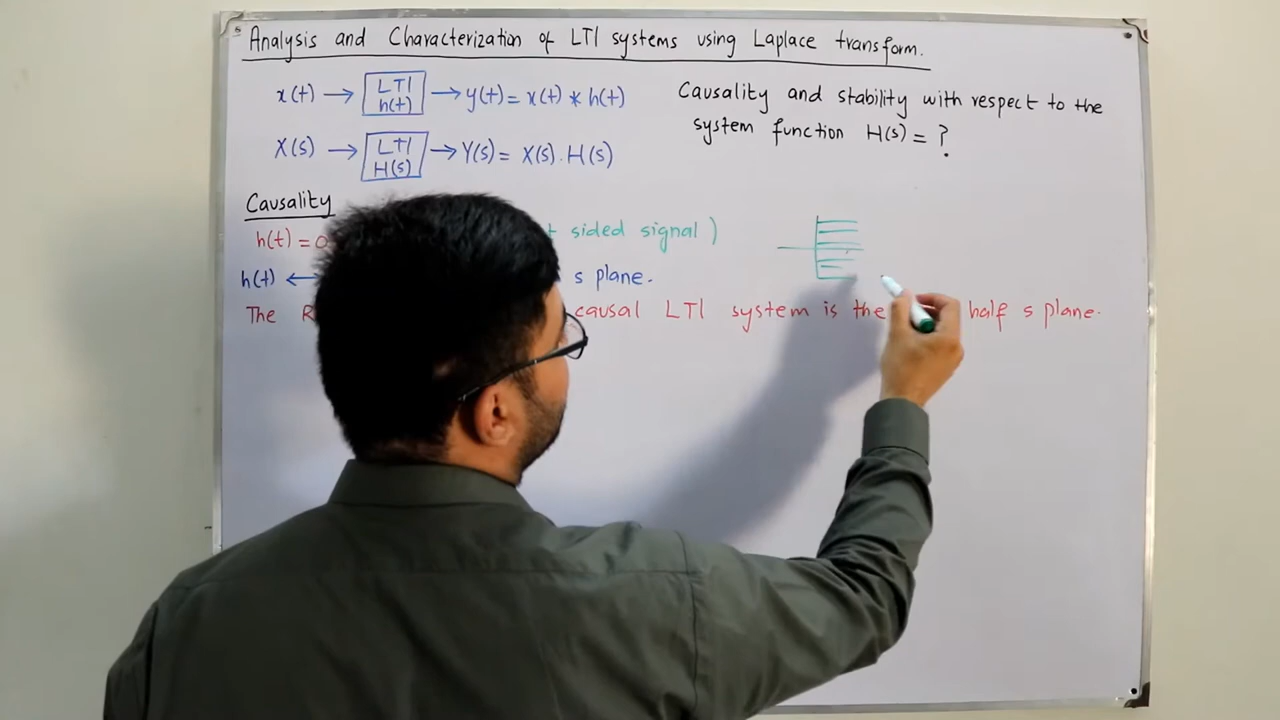 Analysis and Characterization of LTI systems using Laplace transform.
x(t) → LTI h(t) → y(t) = x(t) * h(t)
X(s) → LTI H(s) → Y(s) = X(s) . H(s)
Causality and stability with respect to the
system function H(s) = ?
Causality
h(t) = 0 sided signal )
h(t) ← s plane.
The causal LTI system is the half s plane.